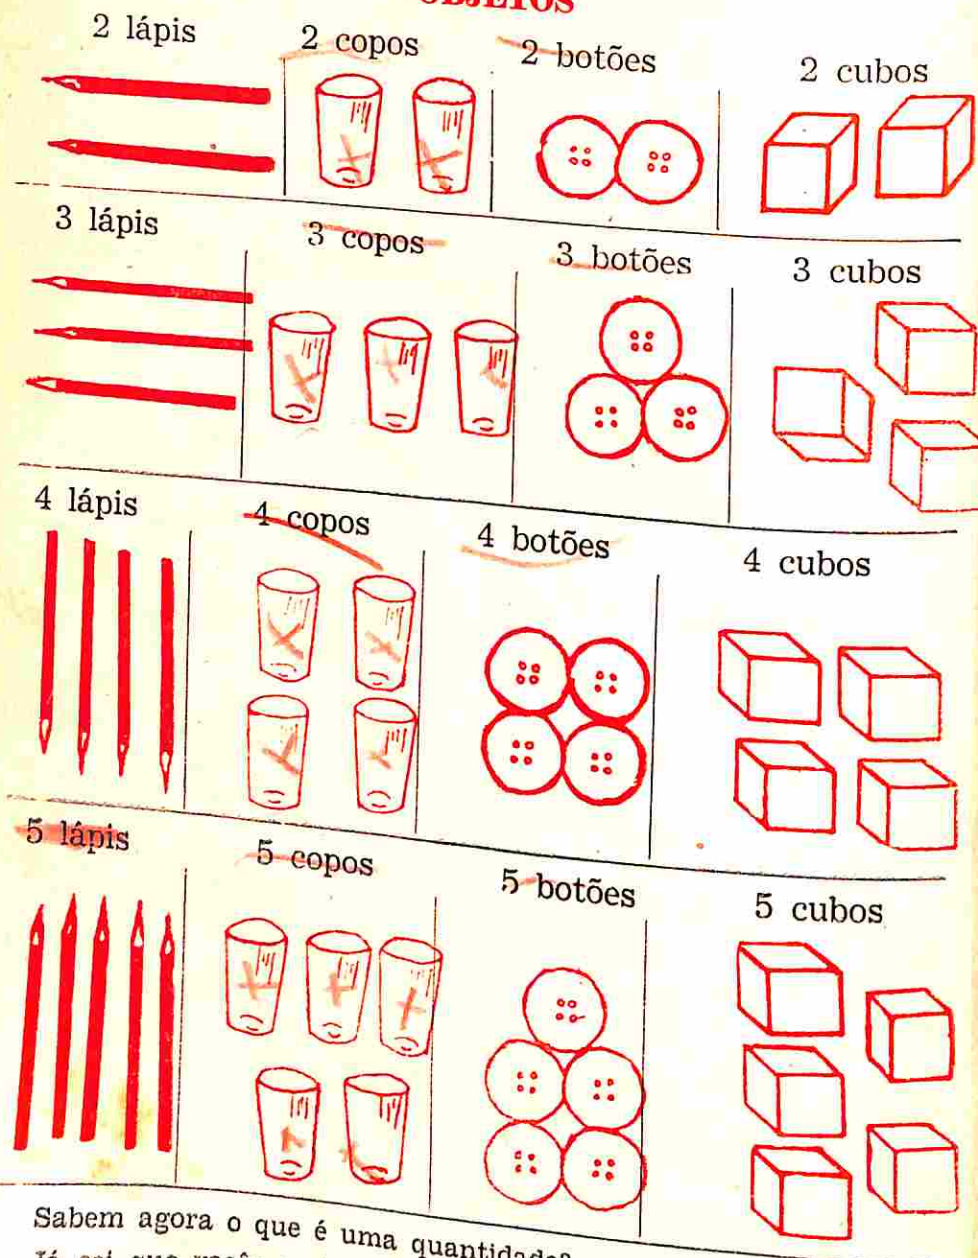 OBJETOS
2 lápis 2 copos 2 botões 2 cubos
3 lápis 3 copos 3 botões 3 cubos
4 lápis 4 copos 4 botões 4 cubos
5 lápis 5 copos 5 botões 5 cubos
Sabem agora o que é uma quantidade?